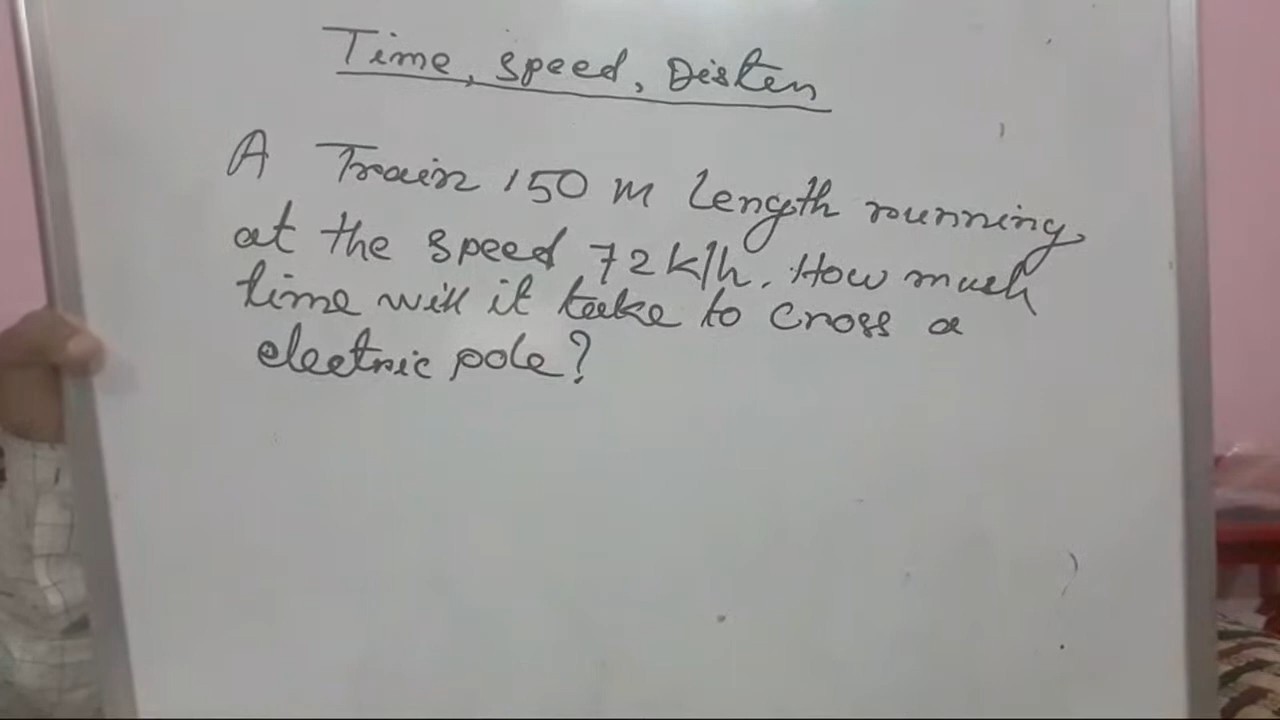 Time, speed, Disten
A Train 150 m length running
at the speed 72 k/h. How much
time will it take to cross a
electric pole?